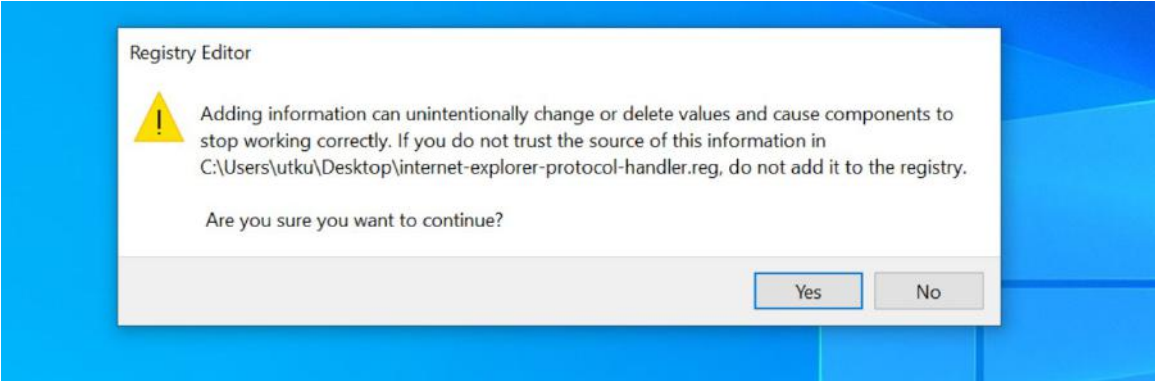 Registry Editor
Adding information can unintentionally change or delete values and cause components to
stop working correctly. If you do not trust the source of this information in
C:\Users\utku\Desktop\internet-explorer-protocol-handler.reg, do not add it to the registry.
Are you sure you want to continue?
Yes No